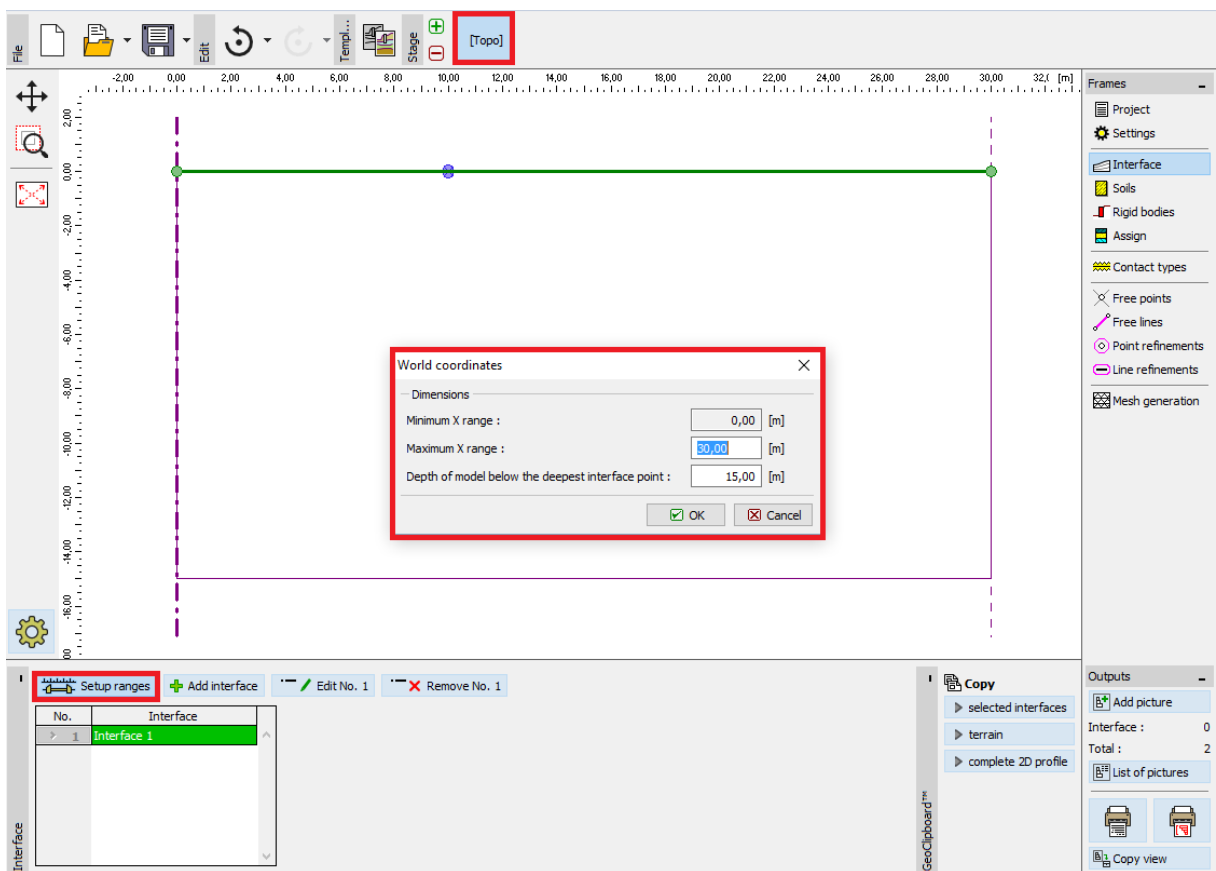 File
Edit
Templ...
Stage
[Topo]
-2,00 0,00 2,00 4,00 6,00 8,00 10,00 12,00 14,00 16,00 18,00 20,00 22,00 24,00 26,00 28,00 30,00 32,( [m]
2,00
0,00
-2,00
-4,00
-6,00
-8,00
-10,00
-12,00
-14,00
-16,00
00
World coordinates
Dimensions
Minimum X range : 0,00 [m]
Maximum X range : 30,00 [m]
Depth of model below the deepest interface point : 15,00 [m]
OK Cancel
Frames
Project
Settings
Interface
Soils
Rigid bodies
Assign
Contact types
Free points
Free lines
Point refinements
Line refinements
Mesh generation
Interface
Setup ranges Add interface Edit No. 1 Remove No. 1
No. Interface
1 Interface 1
GeoClipboard™
Copy
selected interfaces
terrain
complete 2D profile
Outputs
Add picture
Interface : 0
Total : 2
List of pictures
Copy view